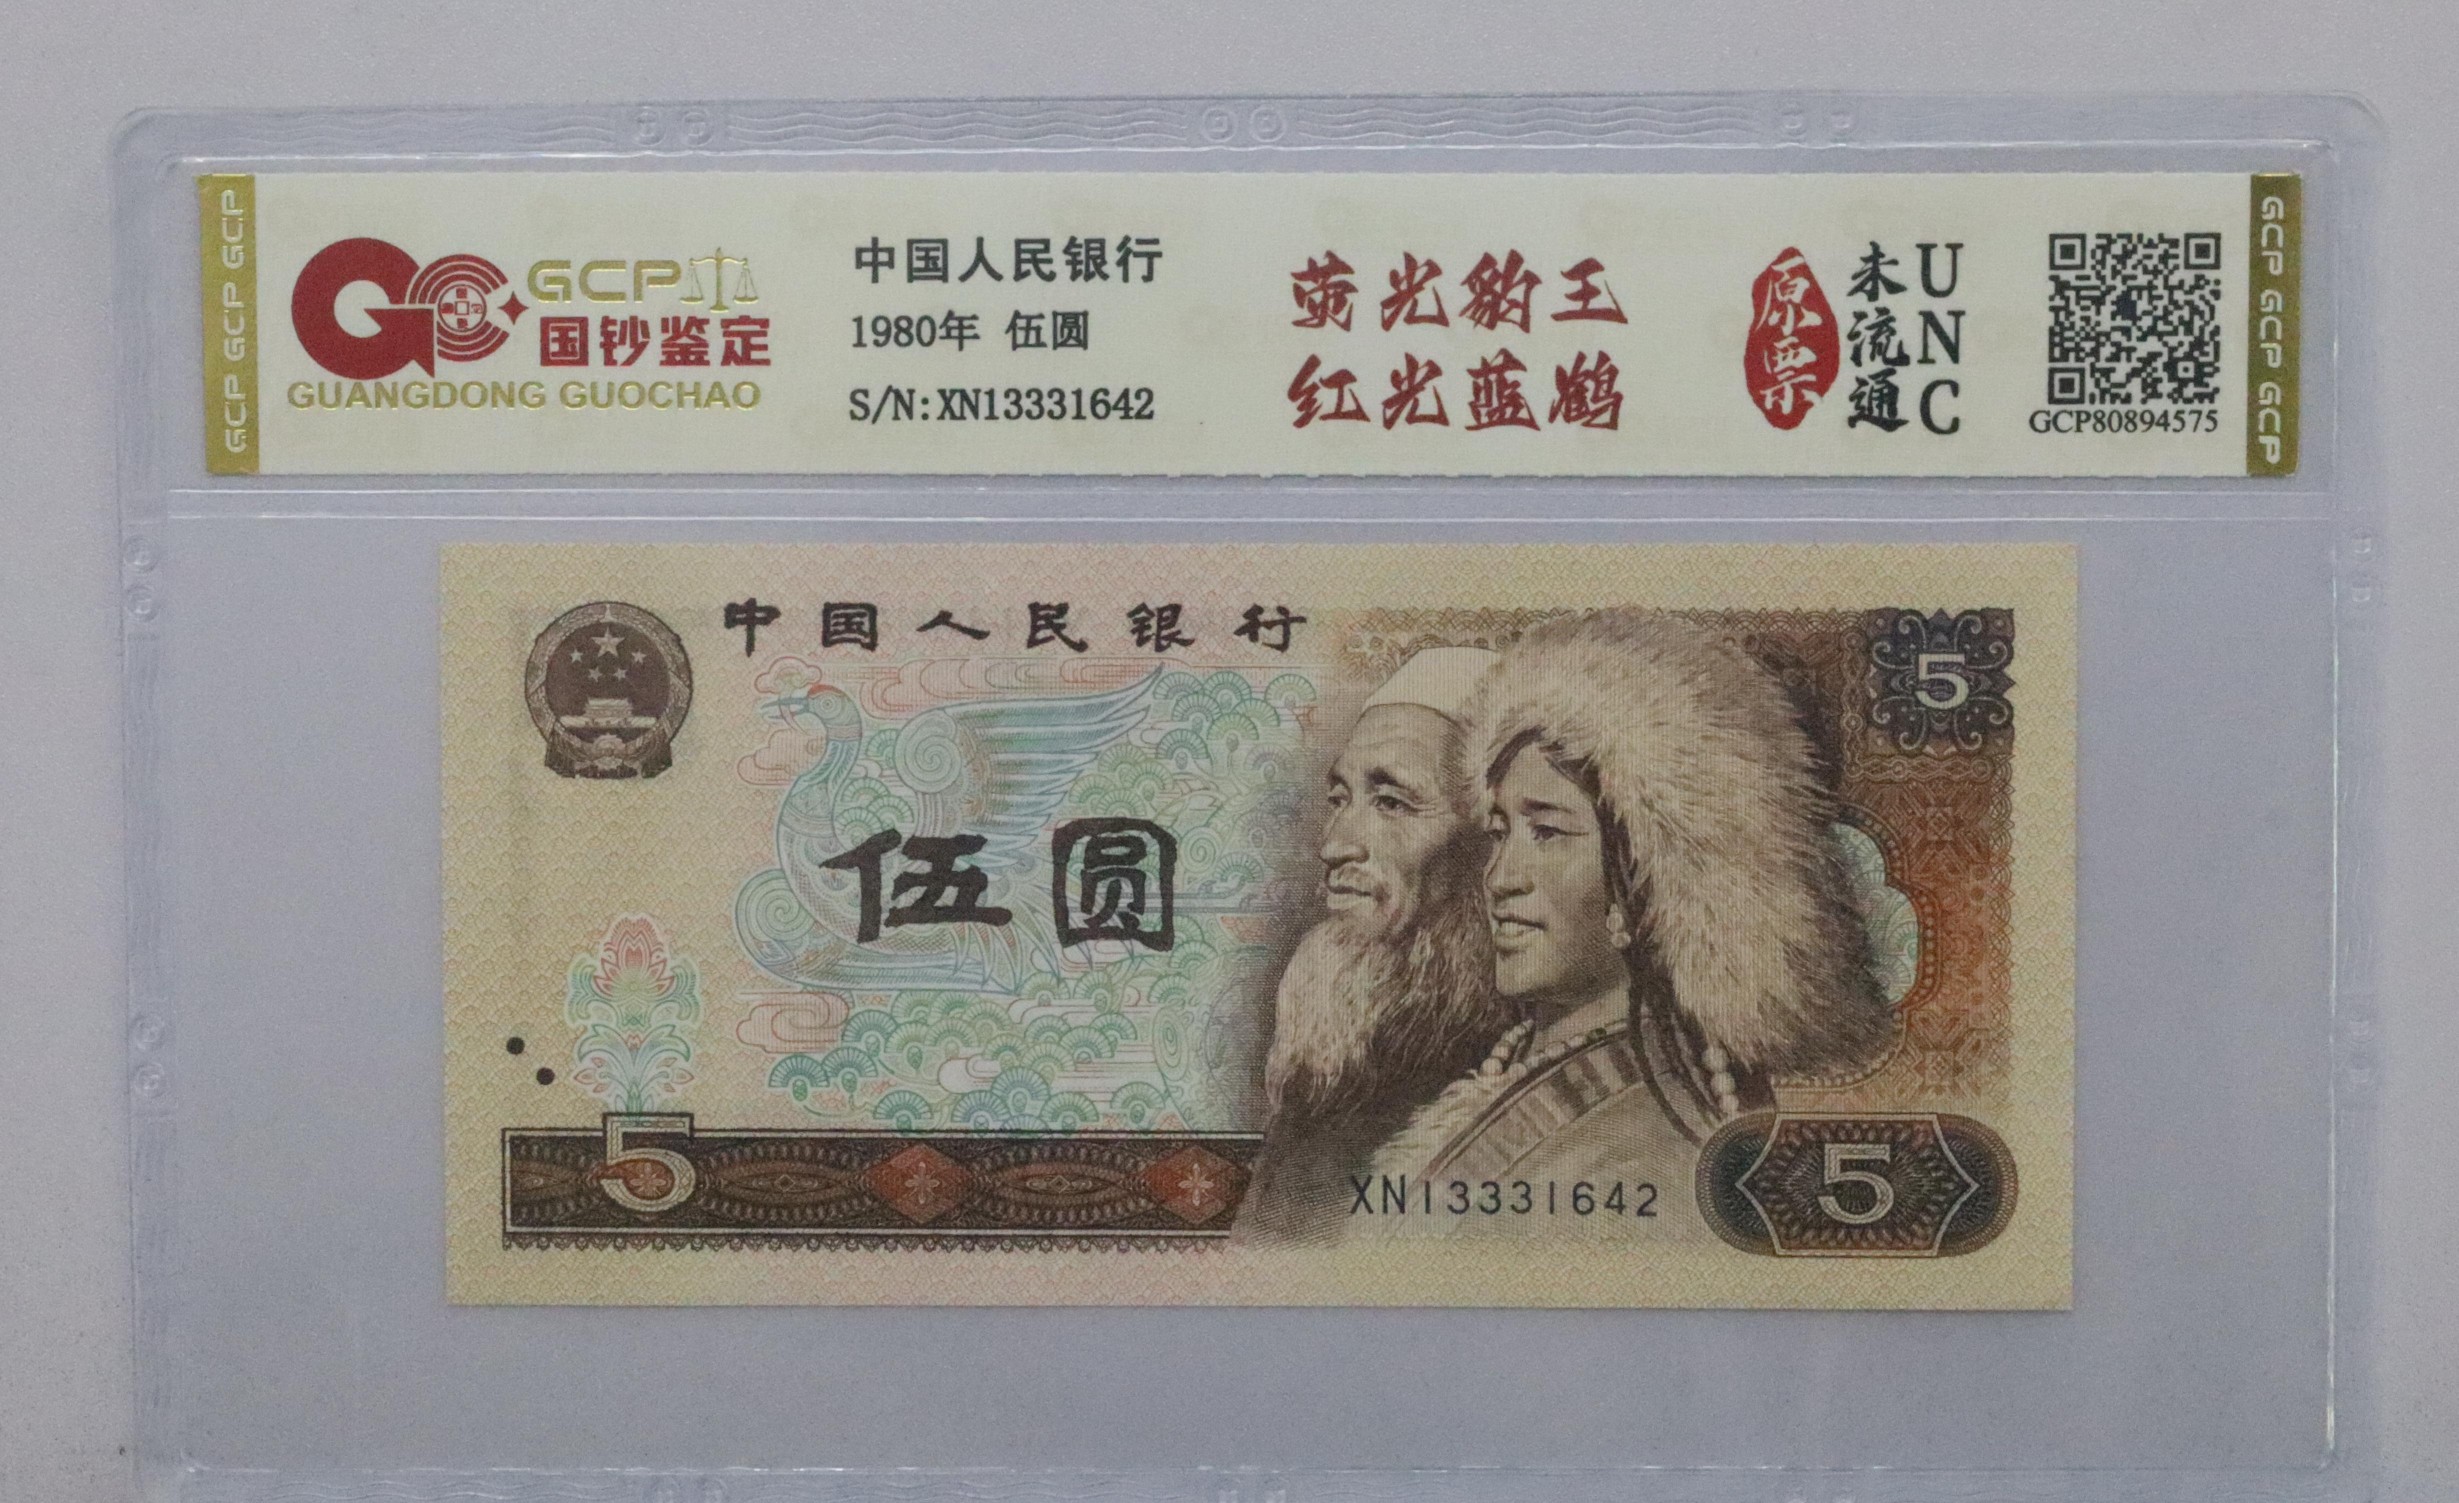 GCP GCP GCP
GCP
国钞鉴定
GUANGDONG GUOCHAO
中国人民银行
1980年 伍圆
S/N:XN13331642
荧光豹王
红光蓝鹤
原票
未流通
UNC
GCP80894575
GCP GCP GCP
中国人民银行
5
伍圆
5
XN13331642
5